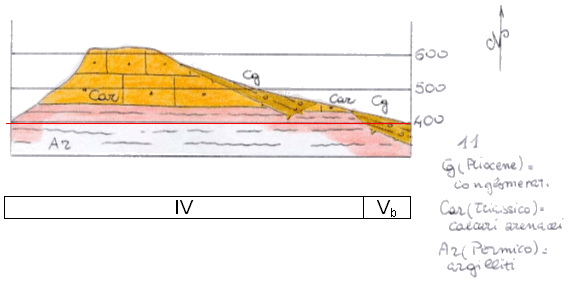 N
600
500
400
Cg
Car
Car
Cg
Ar
11
Cg (Pliocene) =
conglomerat.
Car (Triassico) =
calcari arenacei
Ar (Permico) =
argilliti
IV
Vb